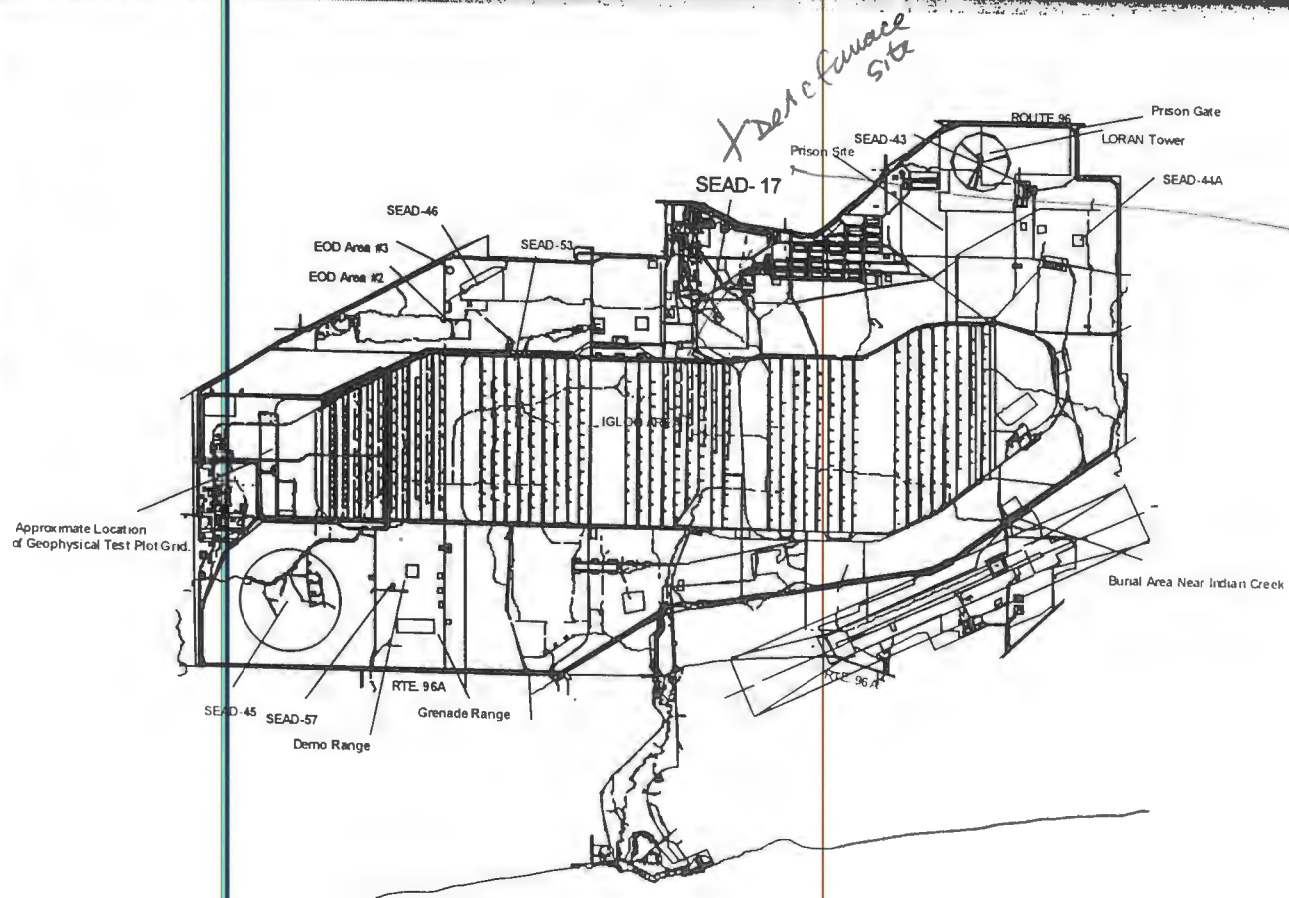 furnace
site
ROUTE 96
Prison Gate
SEAD-43
LORAN Tower
Prison Site
SEAD-17
SEAD-44A
SEAD-46
EOD Area #3
SEAD-53
EOD Area #2
IGLOO AREA
Approximate Location
of Geophysical Test Plot Grid.
Burial Area Near Indian Creek
RTE. 96A
RTE. 96A
SEAD-45
SEAD-57
Grenade Range
Demo Range